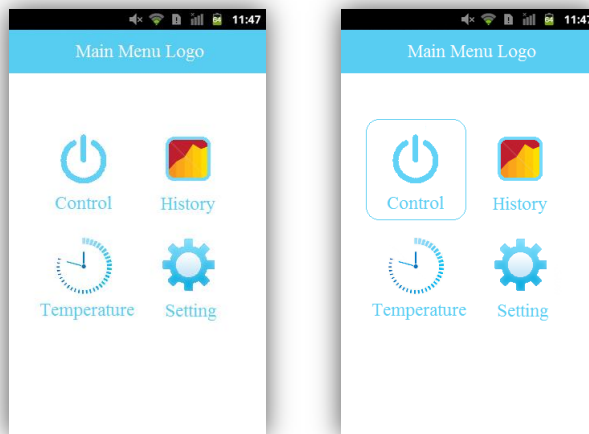 11:47
Main Menu Logo
Control History
Temperature Setting
11:47
Main Menu Logo
Control History
Temperature Setting